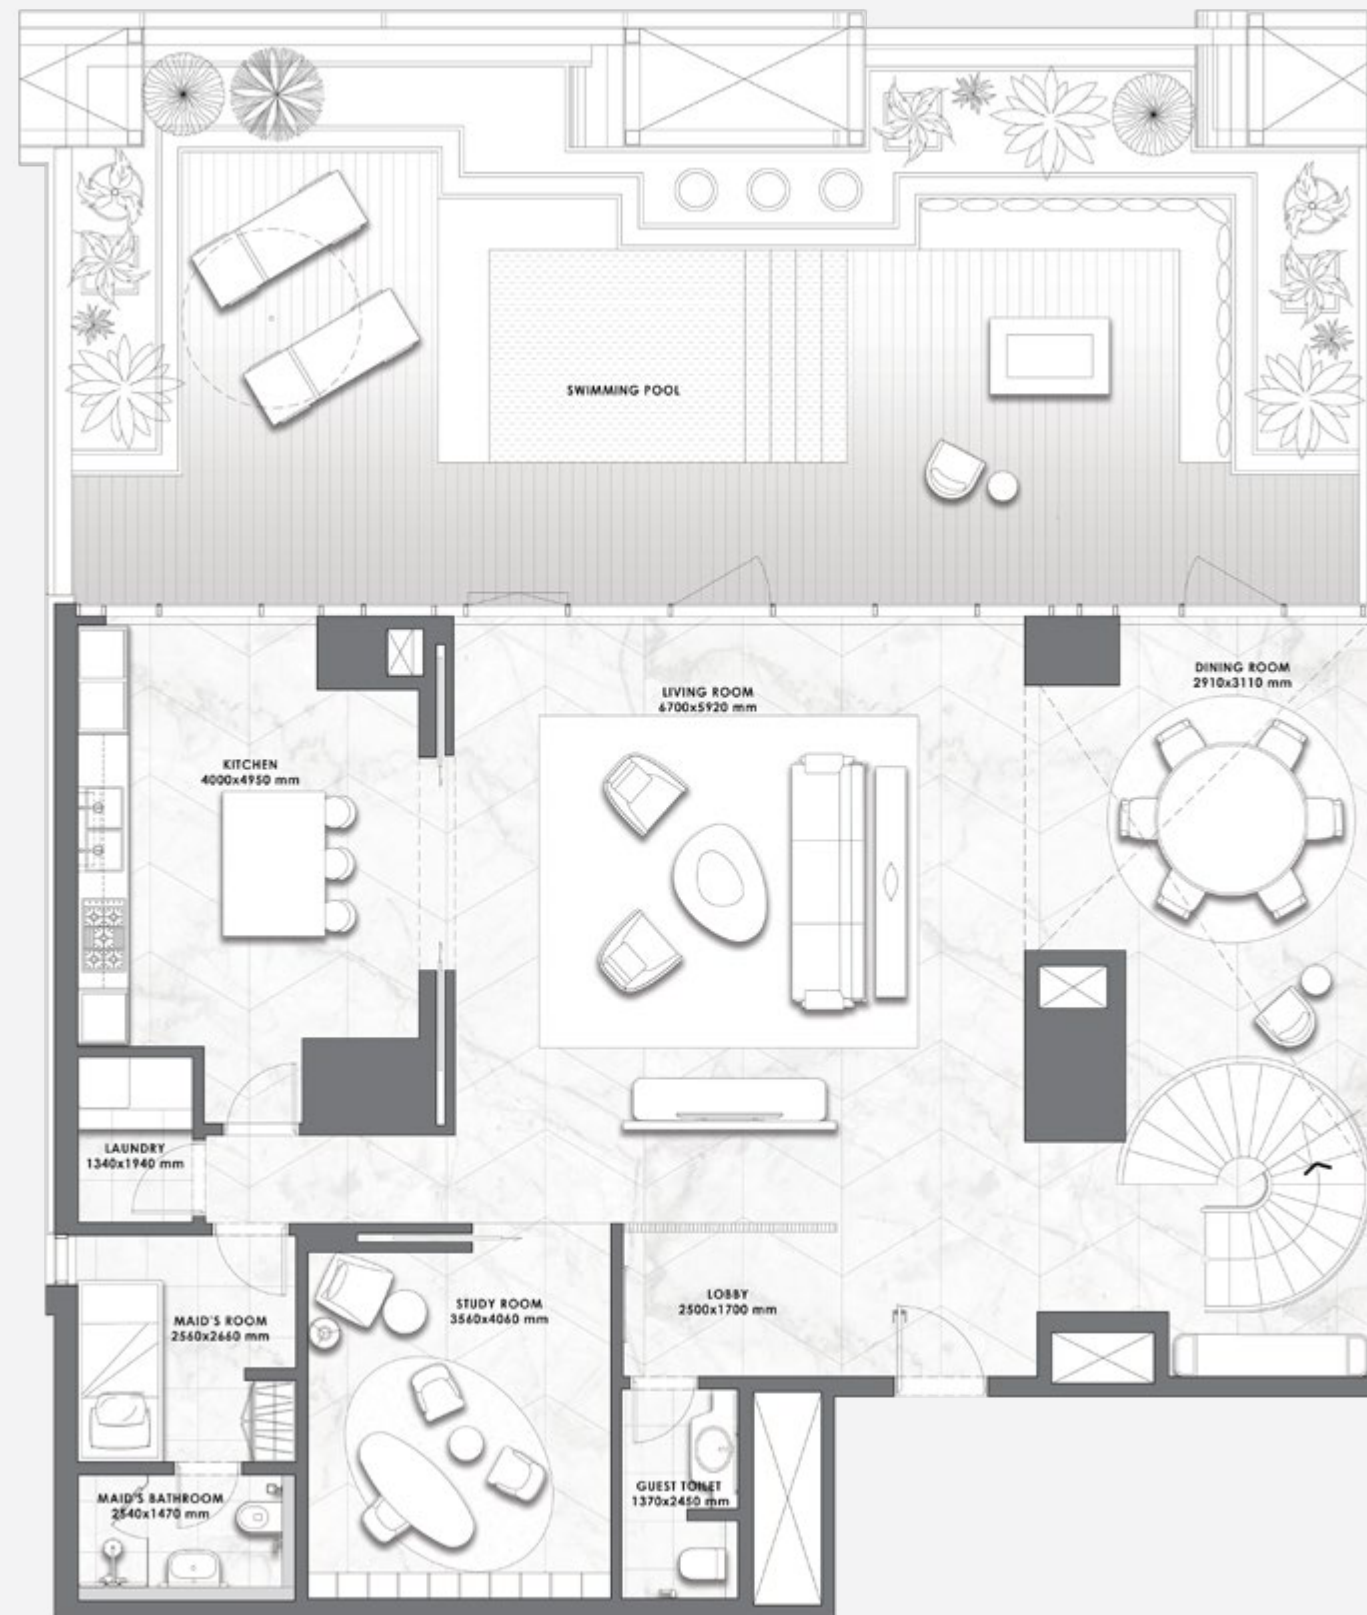 SWIMMING POOL
DINING ROOM
2910x3110 mm
LIVING ROOM
6700x5920 mm
KITCHEN
4000x4950 mm
LAUNDRY
1340x1940 mm
LOBBY
2500x1700 mm
STUDY ROOM
3560x4060 mm
MAID'S ROOM
2560x2660 mm
GUEST TOILET
1370x2450 mm
MAID'S BATHROOM
2540x1470 mm